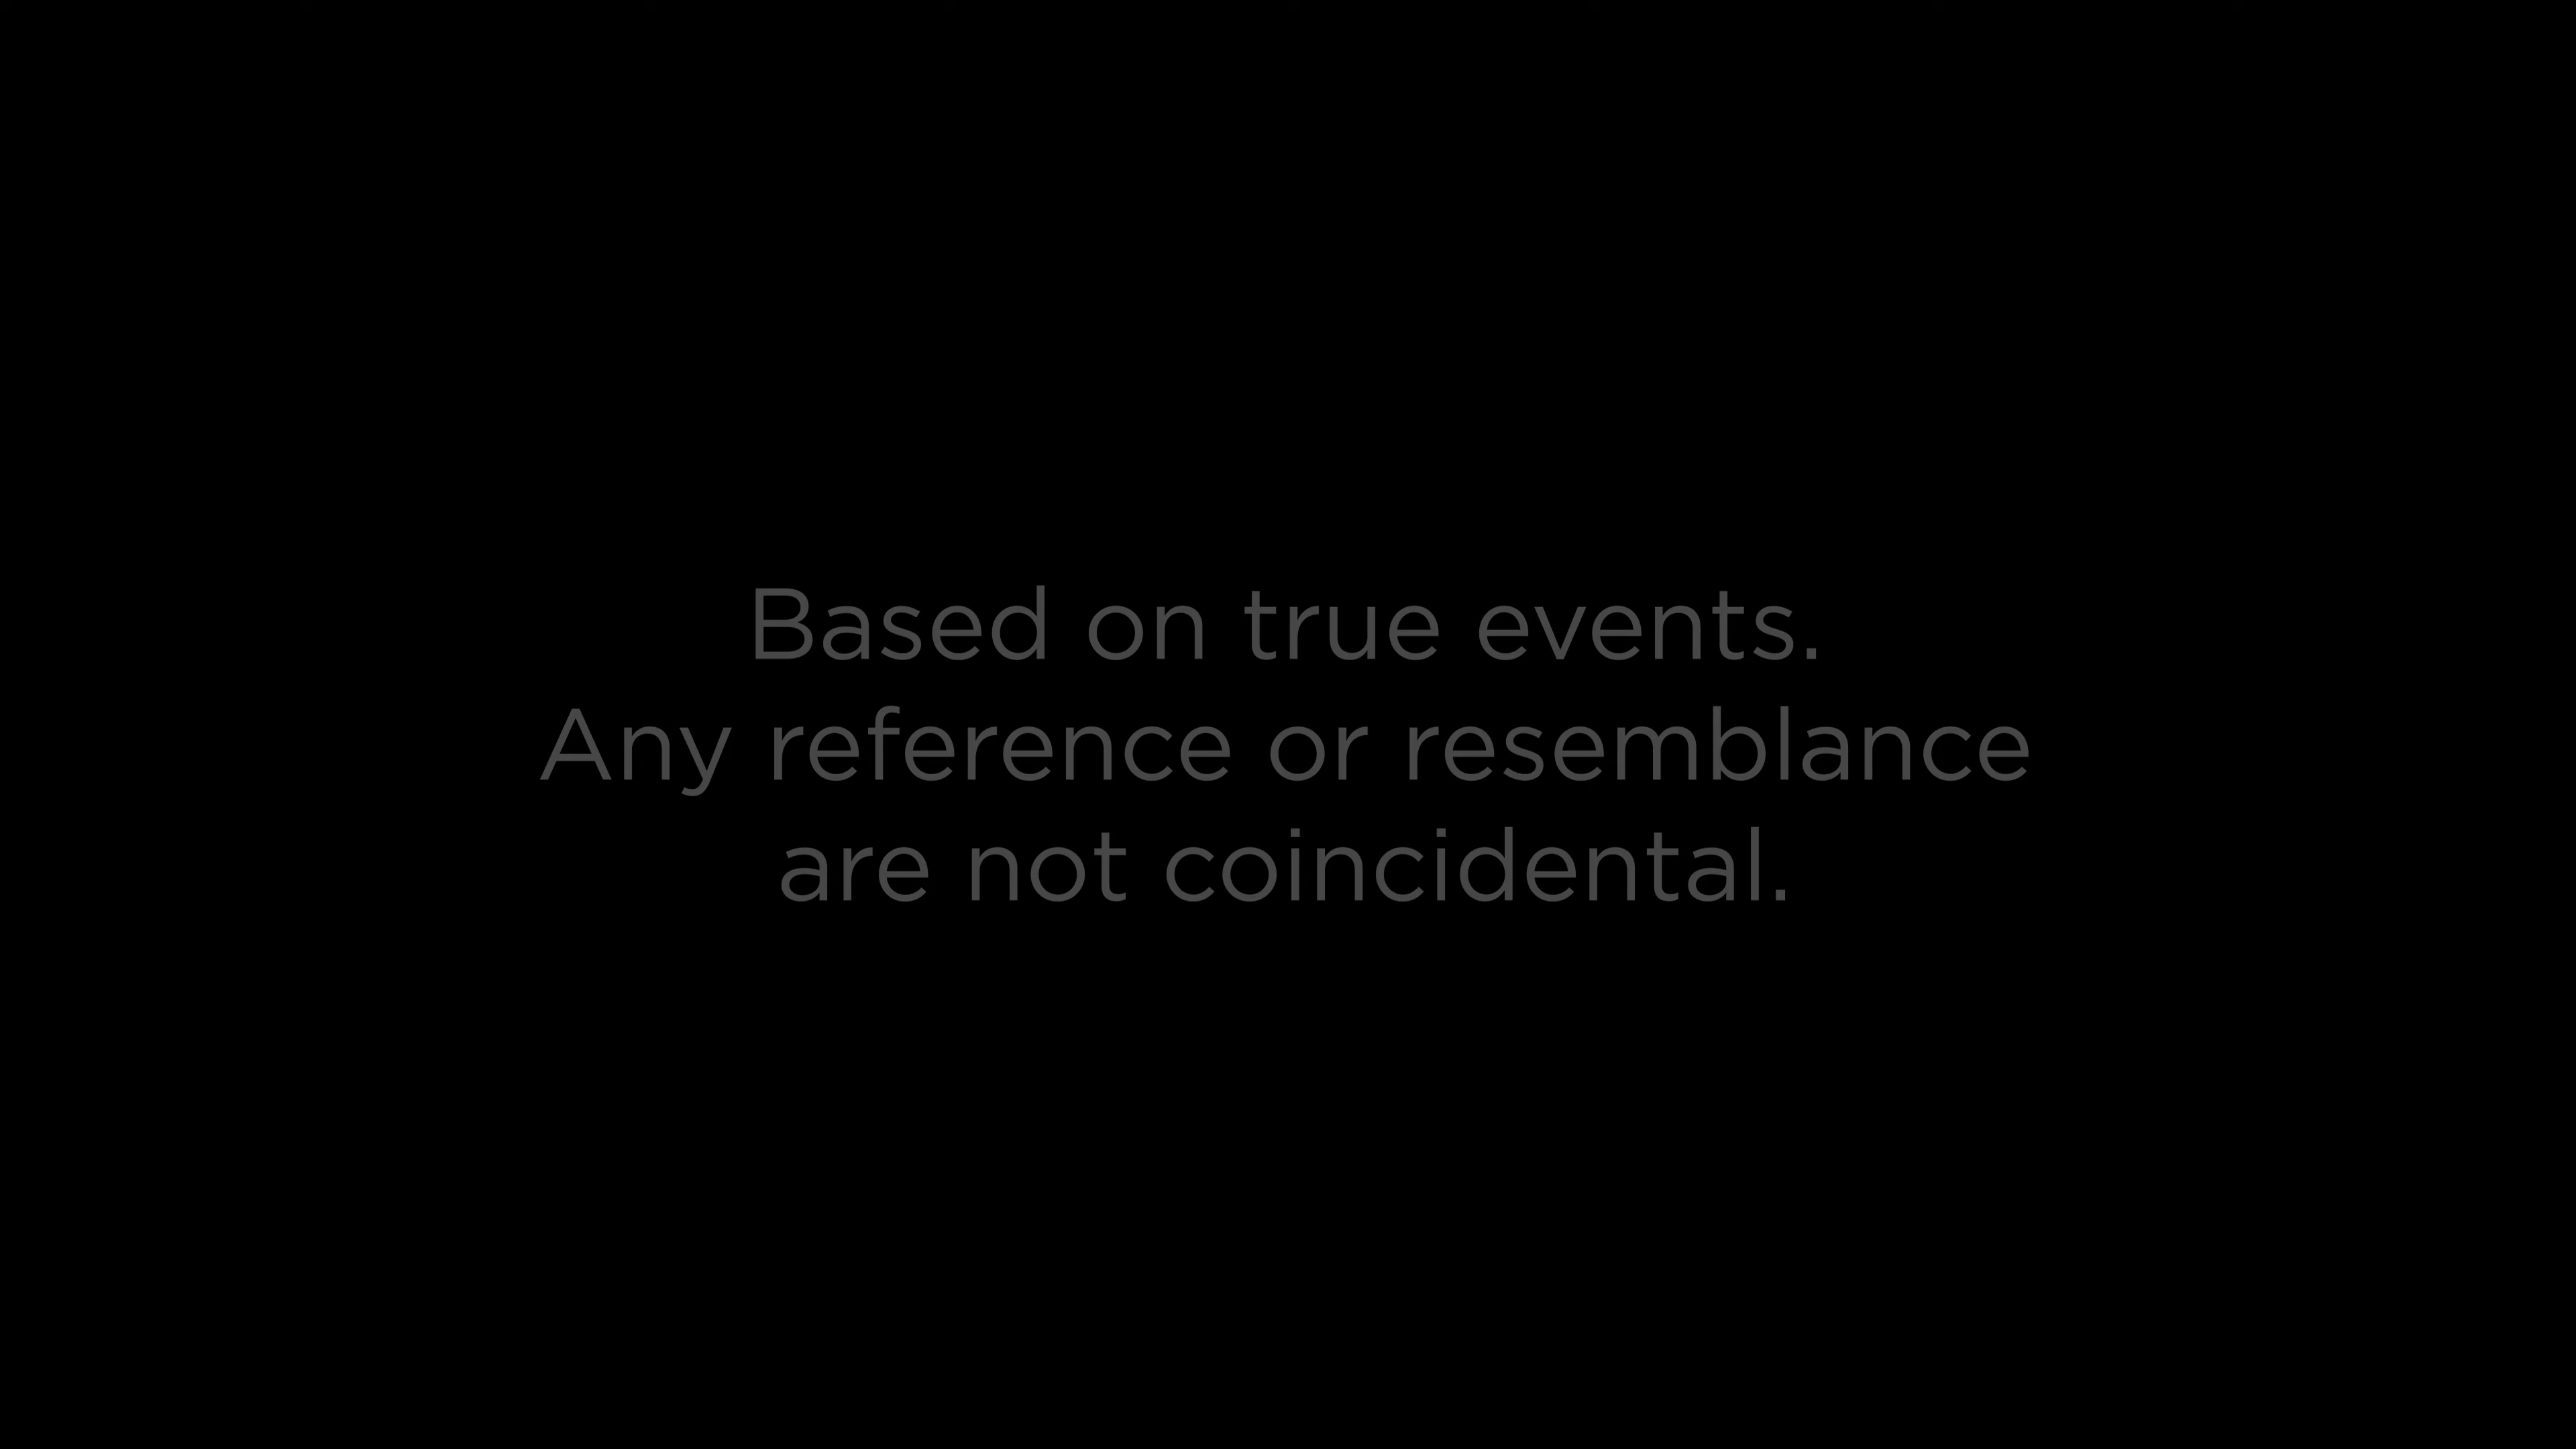 Based on true events.
Any reference or resemblance
are not coincidental.